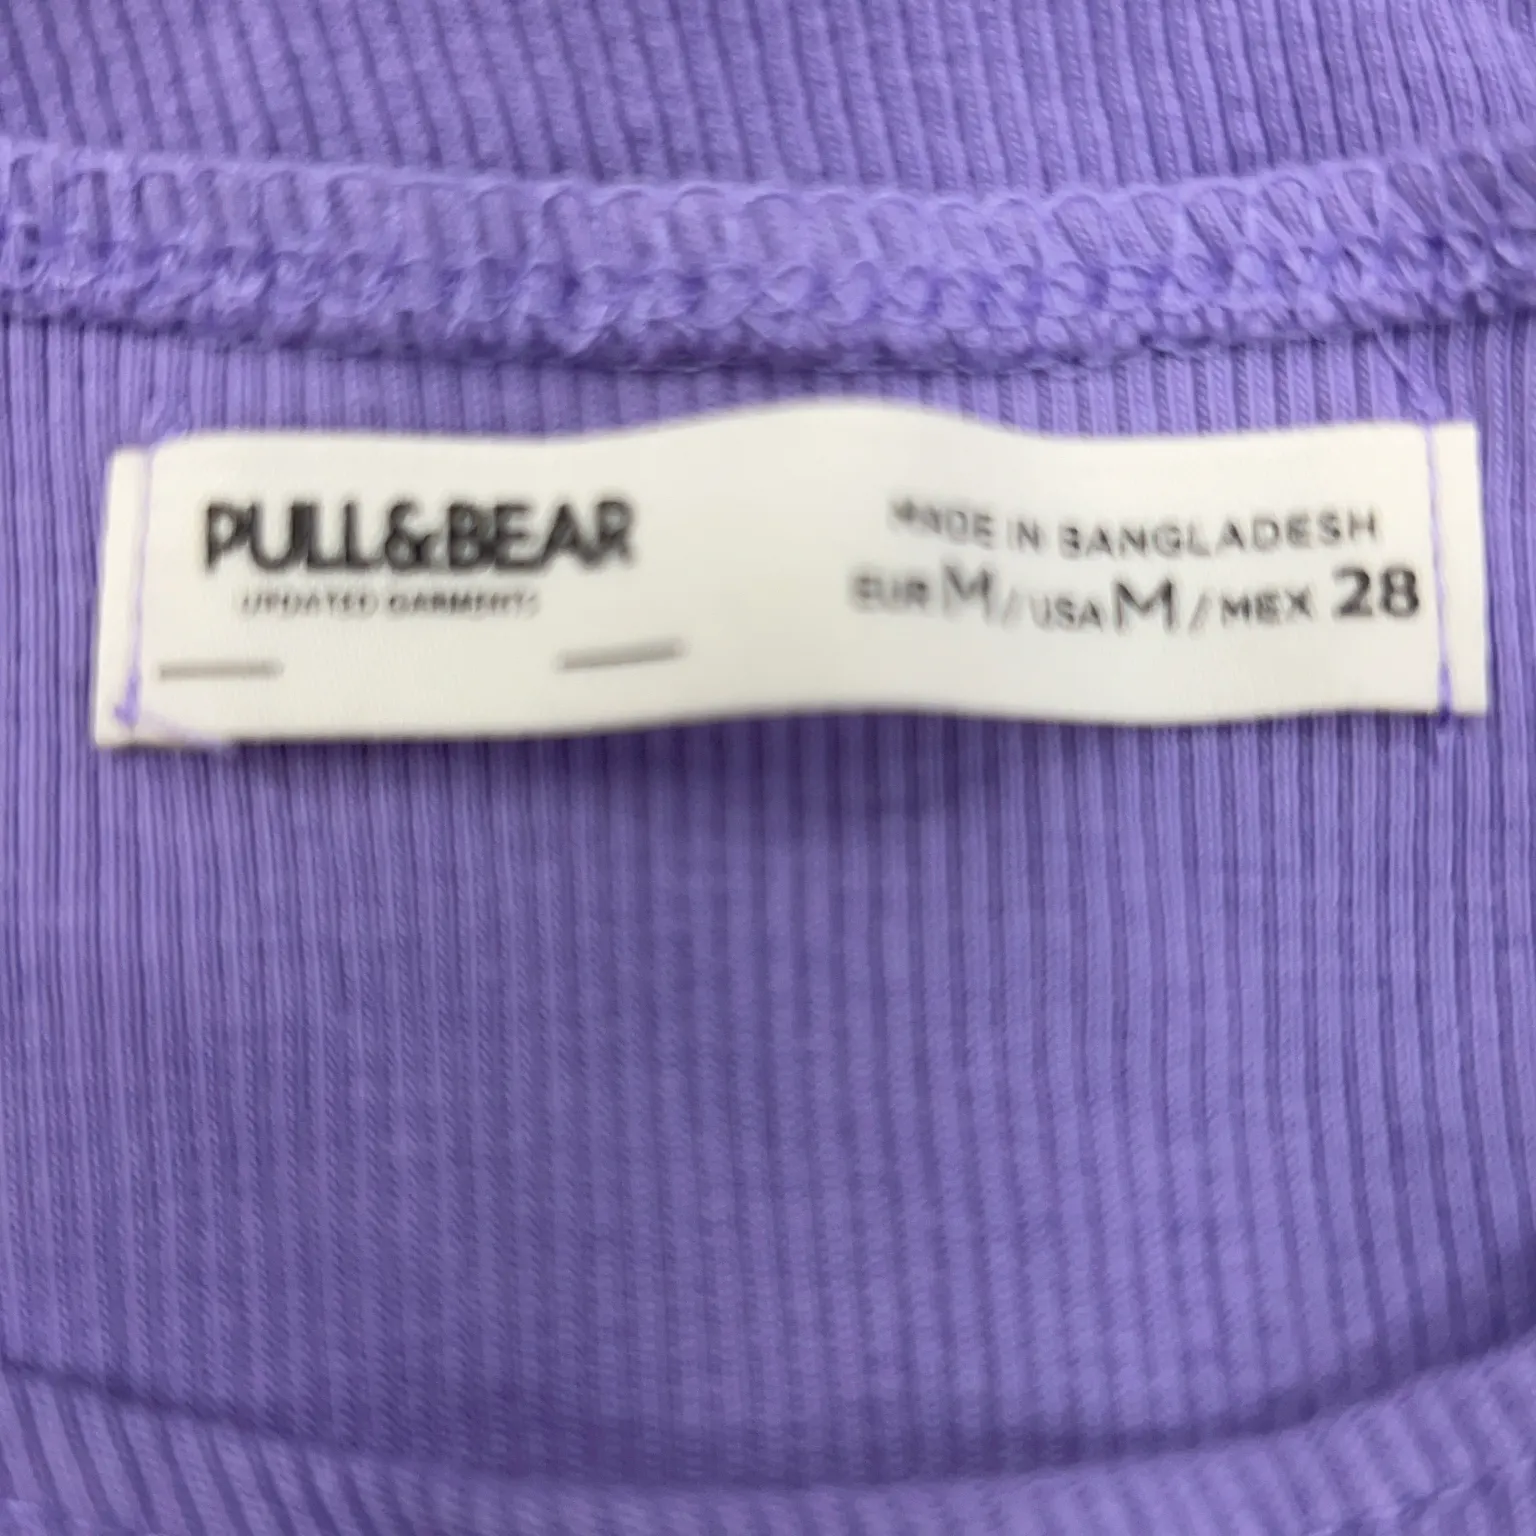 PULL&BEAR
UPDATED GARMENTS
MADE IN BANGLADESH
EUR M / USA M / MEX 28